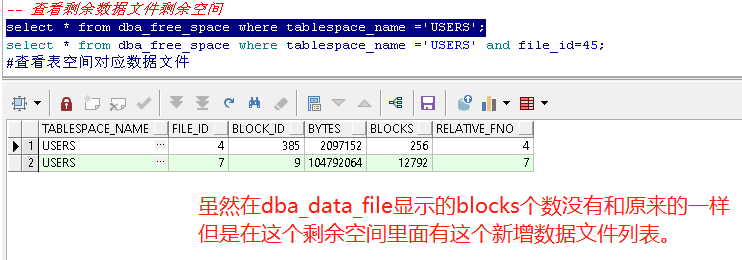 -- 查看剩余数据文件剩余空间
select * from dba_free_space where tablespace_name ='USERS';
select * from dba_free_space where tablespace_name ='USERS' and file_id=45;
#查看表空间对应数据文件
TABLESPACE_NAME FILE_ID BLOCK_ID BYTES BLOCKS RELATIVE_FNO
1 USERS ... 4 385 2097152 256 4
2 USERS ... 7 9 104792064 12792 7
虽然在dba_data_file显示的blocks个数没有和原来的一样
但是在这个剩余空间里面有这个新增数据文件列表。